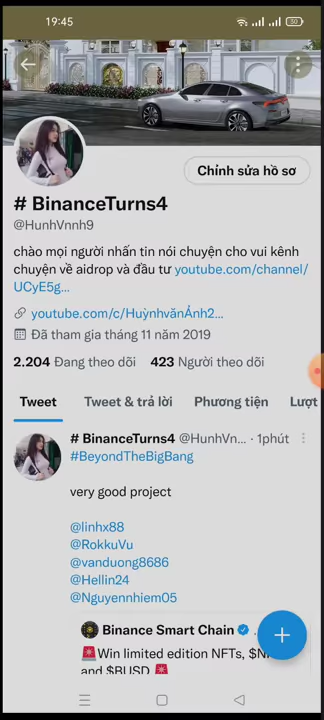 19:45
50
Chỉnh sửa hồ sơ
# BinanceTurns4
@HunhVnnh9
chào mọi người nhấn tin nói chuyện cho vui kênh
chuyện về aidrop và đầu tư youtube.com/channel/
UCyE5g...
youtube.com/c/HuỳnhvănẢnh2...
Đã tham gia tháng 11 năm 2019
2.204 Đang theo dõi 423 Người theo dõi
Tweet Tweet & trả lời Phương tiện Lượt
# BinanceTurns4 @HunhVn... · 1phút
#BeyondTheBigBang
very good project
@linhx88
@RokkuVu
@vanduong8686
@Hellin24
@Nguyennhiem05
Binance Smart Chain
Win limited edition NFTs,
and $BUSD